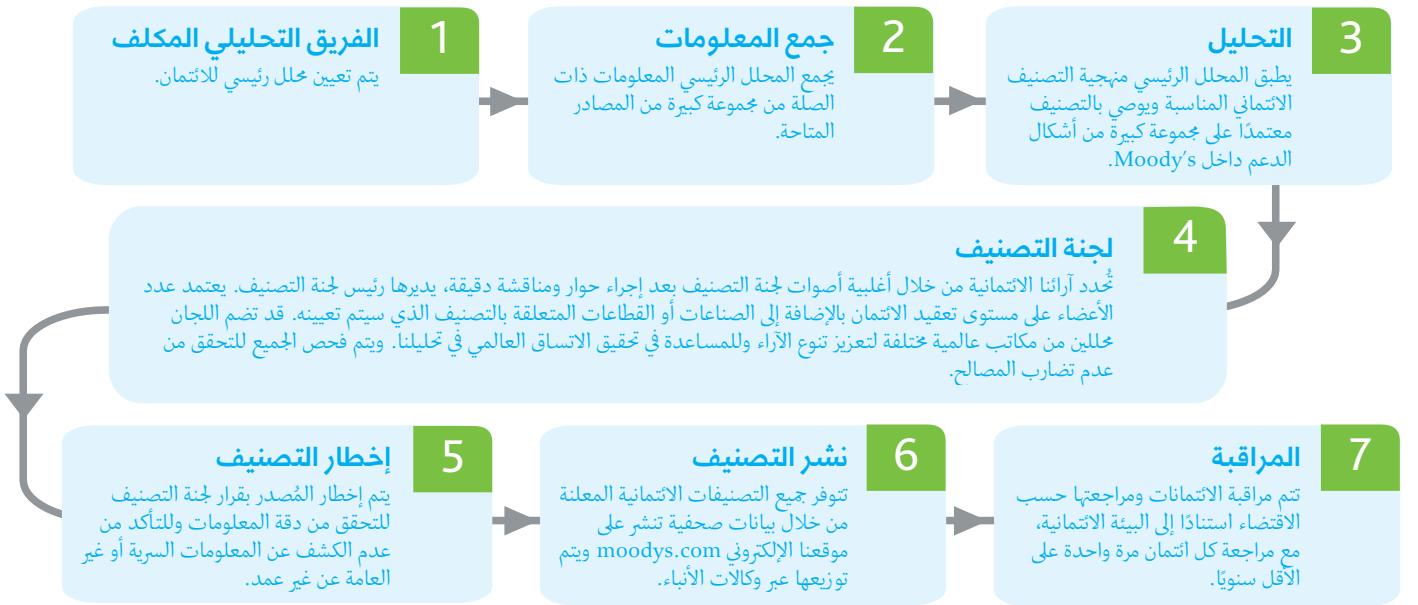 1
الفريق التحليلي المكلف
يتم تعيين محلل رئيسي للائتمان.
2
جمع المعلومات
يجمع المحلل الرئيسي المعلومات ذات
الصلة من مجموعة كبيرة من المصادر
المتاحة.
3
التحليل
يطبق المحلل الرئيسي منهجية التصنيف
الائتماني المناسبة ويوصي بالتصنيف
معتمدًا على مجموعة كبيرة من أشكال
الدعم داخل Moody's.
4
لجنة التصنيف
تُحدد آرائنا الائتمانية من خلال أغلبية أصوات لجنة التصنيف بعد إجراء حوار ومناقشة دقيقة، يديرها رئيس لجنة التصنيف. يعتمد عدد
الأعضاء على مستوى تعقيد الائتمان بالإضافة إلى الصناعات أو القطاعات المتعلقة بالتصنيف الذي سيتم تعيينه. قد تضم اللجان
محللين من مكاتب عالمية مختلفة لتعزيز تنوع الآراء وللمساعدة في تحقيق الاتساق العالمي في تحليلنا. ويتم فحص الجميع للتحقق من
عدم تضارب المصالح.
5
إخطار التصنيف
يتم إخطار المُصدر بقرار لجنة التصنيف
للتحقق من دقة المعلومات وللتأكد من
عدم الكشف عن المعلومات السرية أو غير
العامة عن غير عمد.
6
نشر التصنيف
تتوفر جميع التصنيفات الائتمانية المعلنة
من خلال بيانات صحفية تنشر على
موقعنا الإلكتروني moodys.com ويتم
توزيعها عبر وكالات الأنباء.
7
المراقبة
تتم مراقبة الائتمانات ومراجعتها حسب
الاقتضاء استنادًا إلى البيئة الائتمانية،
مع مراجعة كل ائتمان مرة واحدة على
الأقل سنويًا.